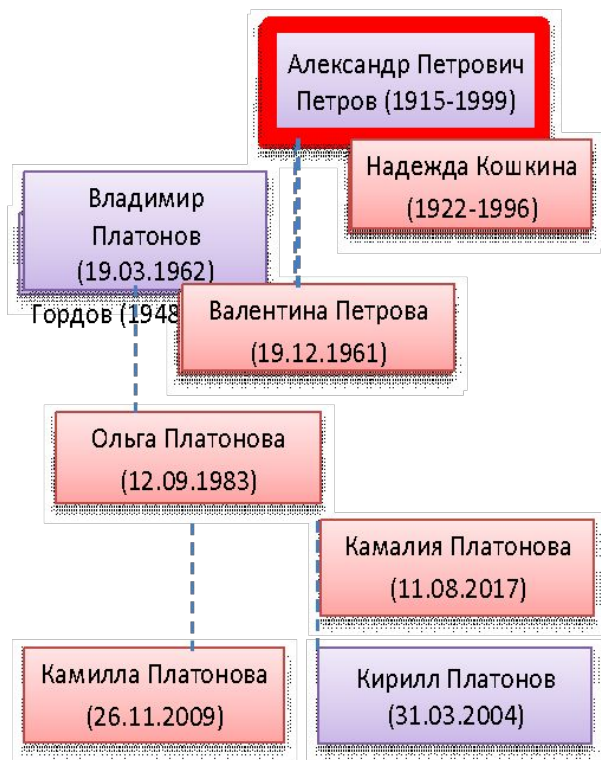 Александр Петрович
Петров (1915-1999)
Надежда Кошкина
(1922-1996)
Владимир
Платонов
(19.03.1962)
Гордов (1948
Валентина Петрова
(19.12.1961)
Ольга Платонова
(12.09.1983)
Камалия Платонова
(11.08.2017)
Камилла Платонова
(26.11.2009)
Кирилл Платонов
(31.03.2004)